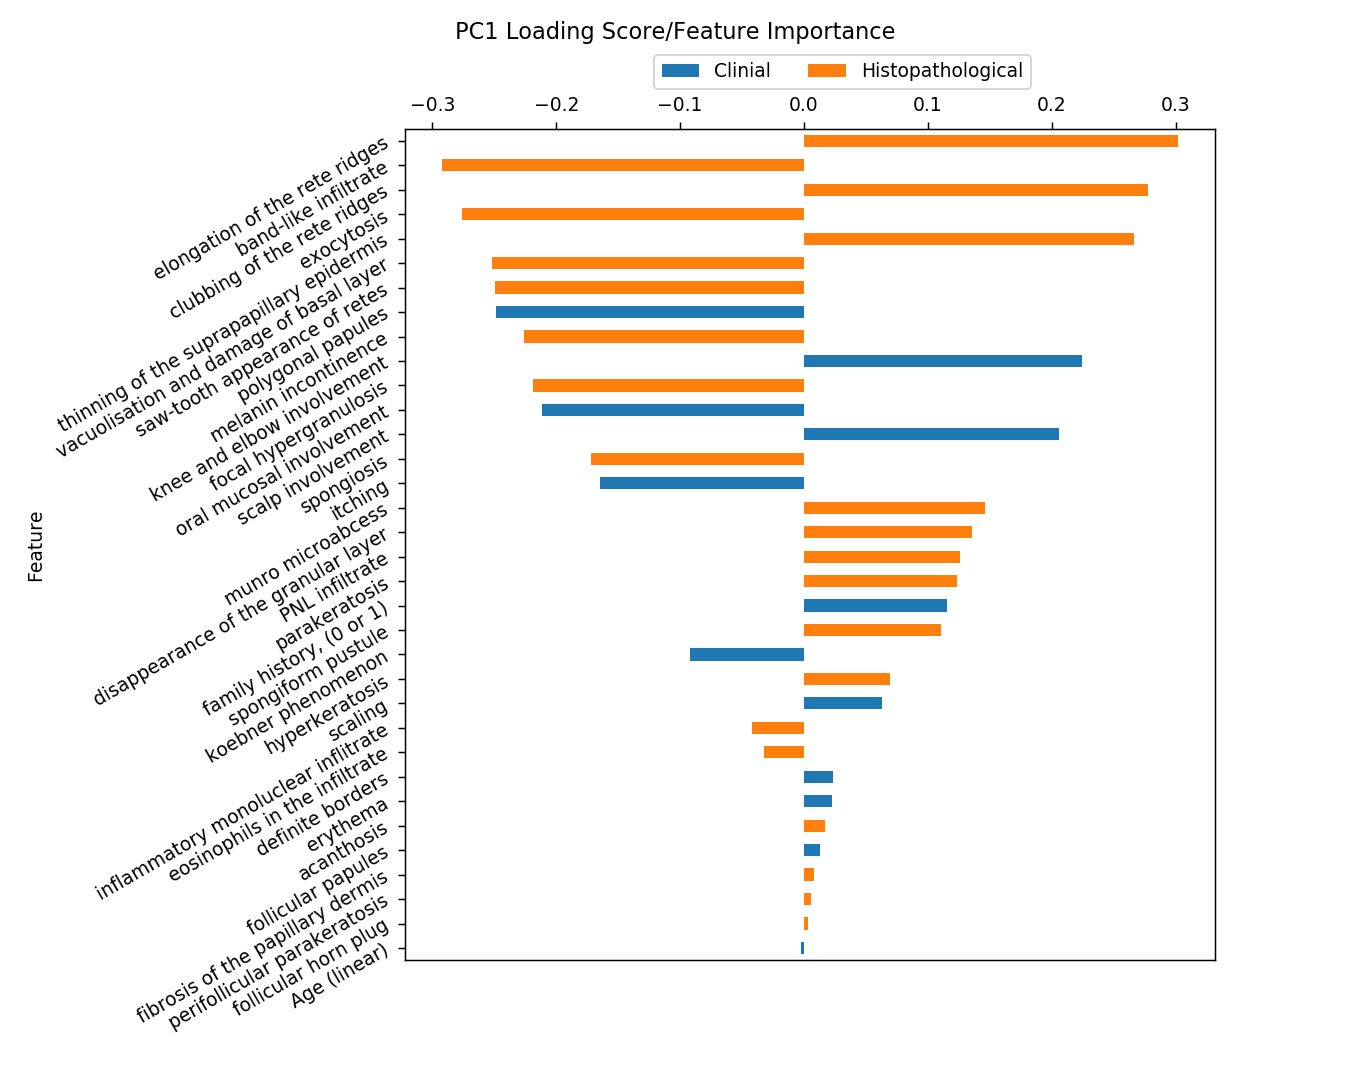 PC1 Loading Score/Feature Importance
Clinial Histopathological
−0.3 −0.2 −0.1 0.0 0.1 0.2 0.3
elongation of the rete ridges
band-like infiltrate
clubbing of the rete ridges
exocytosis
thinning of the suprapapillary epidermis
vacuolisation and damage of basal layer
saw-tooth appearance of retes
polygonal papules
melanin incontinence
knee and elbow involvement
focal hypergranulosis
oral mucosal involvement
scalp involvement
spongiosis
itching
munro microabcess
disappearance of the granular layer
PNL infiltrate
parakeratosis
family history, (0 or 1)
spongiform pustule
koebner phenomenon
hyperkeratosis
scaling
inflammatory monoluclear inflitrate
eosinophils in the infiltrate
definite borders
erythema
acanthosis
follicular papules
fibrosis of the papillary dermis
perifollicular parakeratosis
follicular horn plug
Age (linear)
Feature